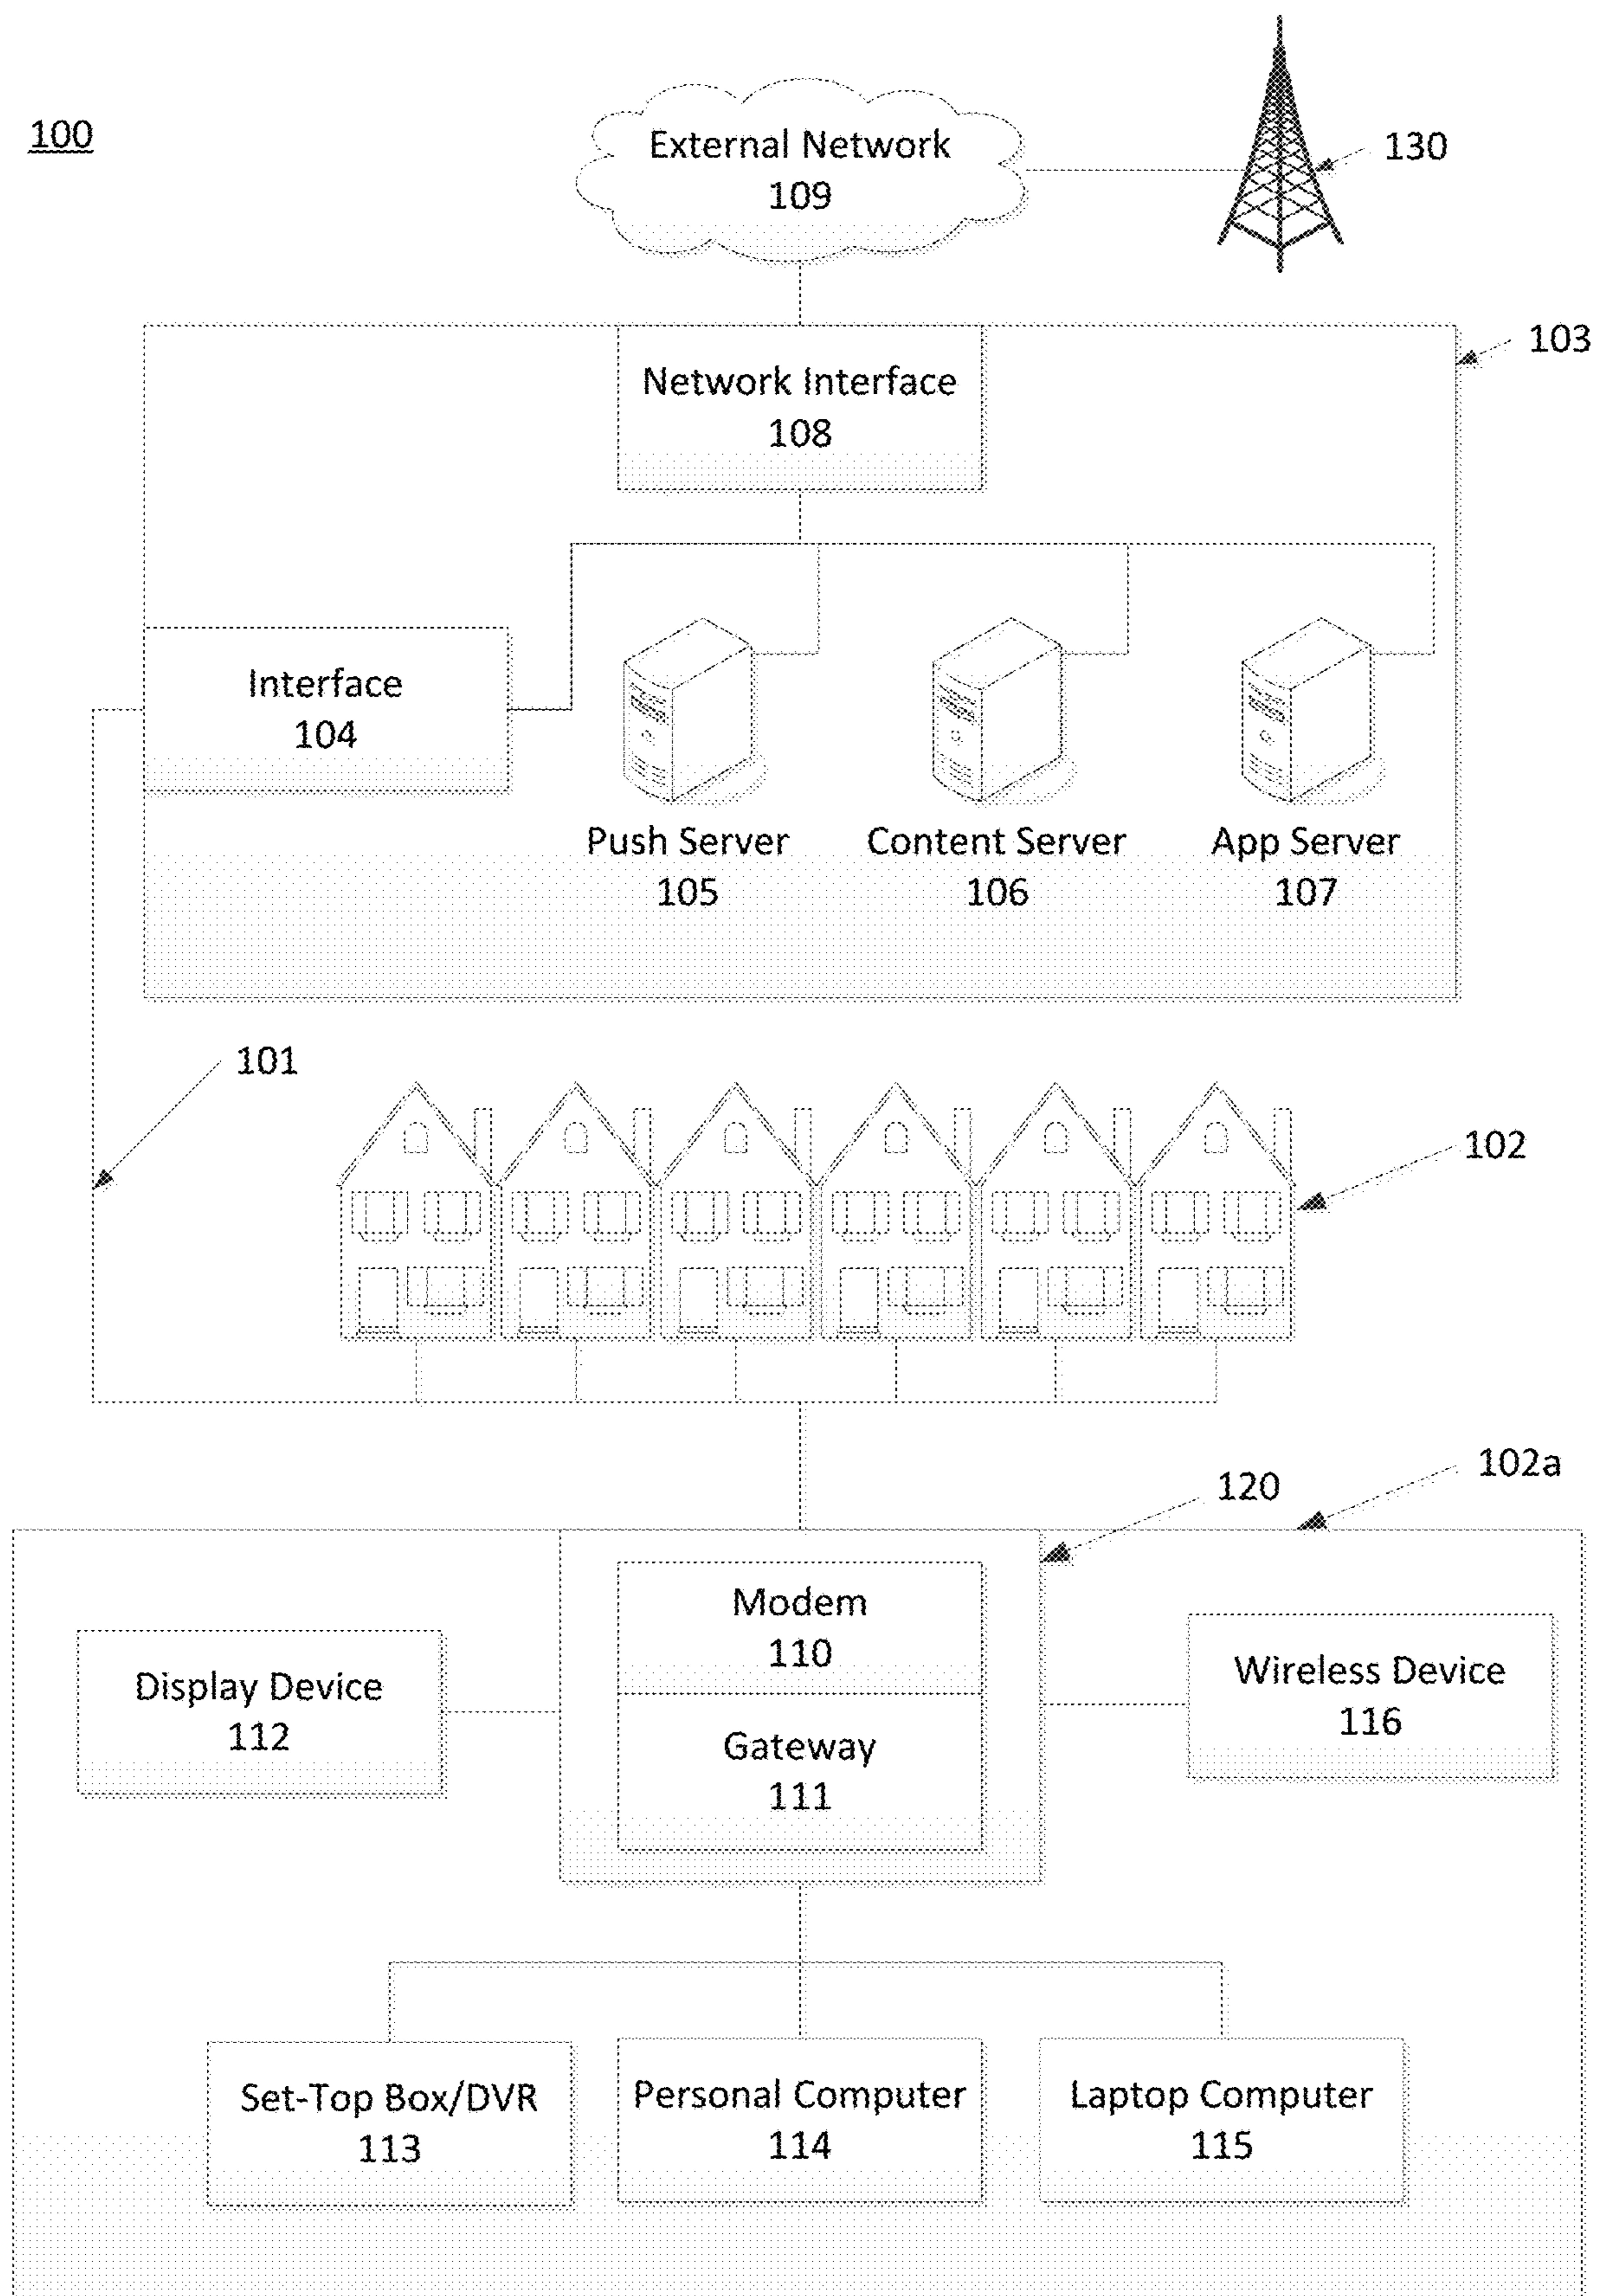 100
External Network
109
130
103
Network Interface
108
Interface
104
Push Server
105
Content Server
106
App Server
107
101
102
102a
120
Modem
110
Display Device
112
Wireless Device
116
Gateway
111
Set-Top Box/DVR
113
Personal Computer
114
Laptop Computer
115